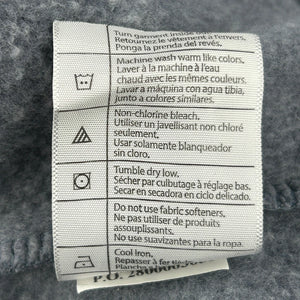 Turn garment inside
Retournez le vêtement à l'envers.
Ponga la prenda del revés.
Machine wash warm like colors.
Laver à la machine à l'eau
chaud avec les mêmes couleurs.
Lavar a máquina con agua tibia,
junto a colores similares.
Non-chlorine bleach.
Utiliser un javellisant non chloré
seulement.
Usar solamente blanqueador
sin cloro.
Tumble dry low.
Sécher par culbutage à réglage bas.
Secar en secadora en ciclo delicado.
Do not use fabric softeners.
Ne pas utiliser de produits
assouplissants.
No use suavizantes para la ropa.
Cool iron.
Repasser à fer
Planchar
P.O.